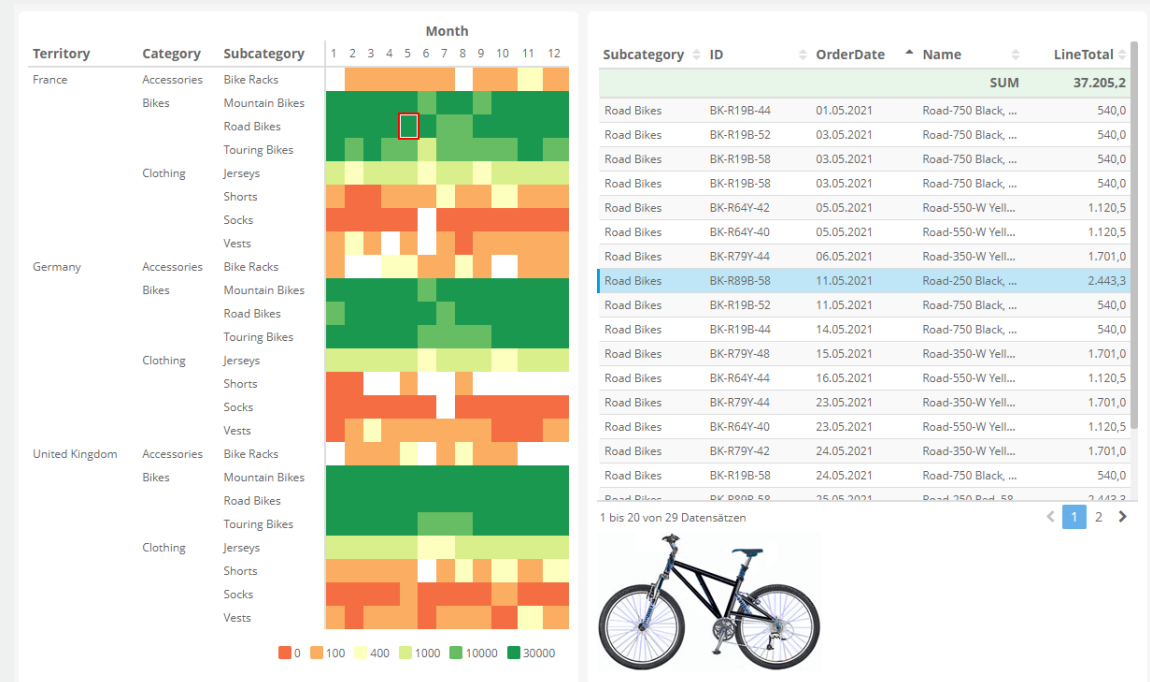 Month
Territory Category Subcategory 1 2 3 4 5 6 7 8 9 10 11 12
France Accessories Bike Racks
Bikes Mountain Bikes
Road Bikes
Touring Bikes
Clothing Jerseys
Shorts
Socks
Vests
Germany Accessories Bike Racks
Bikes Mountain Bikes
Road Bikes
Touring Bikes
Clothing Jerseys
Shorts
Socks
Vests
United Kingdom Accessories Bike Racks
Bikes Mountain Bikes
Road Bikes
Touring Bikes
Clothing Jerseys
Shorts
Socks
Vests
0 100 400 1000 10000 30000
Subcategory ID OrderDate Name LineTotal
SUM 37.205,2
Road Bikes BK-R19B-44 01.05.2021 Road-750 Black, ... 540,0
Road Bikes BK-R19B-52 03.05.2021 Road-750 Black, ... 540,0
Road Bikes BK-R19B-58 03.05.2021 Road-750 Black, ... 540,0
Road Bikes BK-R19B-58 03.05.2021 Road-750 Black, ... 540,0
Road Bikes BK-R64Y-42 05.05.2021 Road-550-W Yell... 1.120,5
Road Bikes BK-R64Y-40 05.05.2021 Road-550-W Yell... 1.120,5
Road Bikes BK-R79Y-44 06.05.2021 Road-350-W Yell... 1.701,0
Road Bikes BK-R89B-58 11.05.2021 Road-250 Black, ... 2.443,3
Road Bikes BK-R19B-52 11.05.2021 Road-750 Black, ... 540,0
Road Bikes BK-R19B-44 14.05.2021 Road-750 Black, ... 540,0
Road Bikes BK-R79Y-48 15.05.2021 Road-350-W Yell... 1.701,0
Road Bikes BK-R64Y-44 16.05.2021 Road-550-W Yell... 1.120,5
Road Bikes BK-R79Y-44 23.05.2021 Road-350-W Yell... 1.701,0
Road Bikes BK-R64Y-40 23.05.2021 Road-550-W Yell... 1.120,5
Road Bikes BK-R79Y-42 24.05.2021 Road-350-W Yell... 1.701,0
Road Bikes BK-R19B-58 24.05.2021 Road-750 Black, ... 540,0
Road Bikes BK-R89R-58 25.05.2021 Road-250 Red, 58 2.443,3
1 bis 20 von 29 Datensätzen 1 2